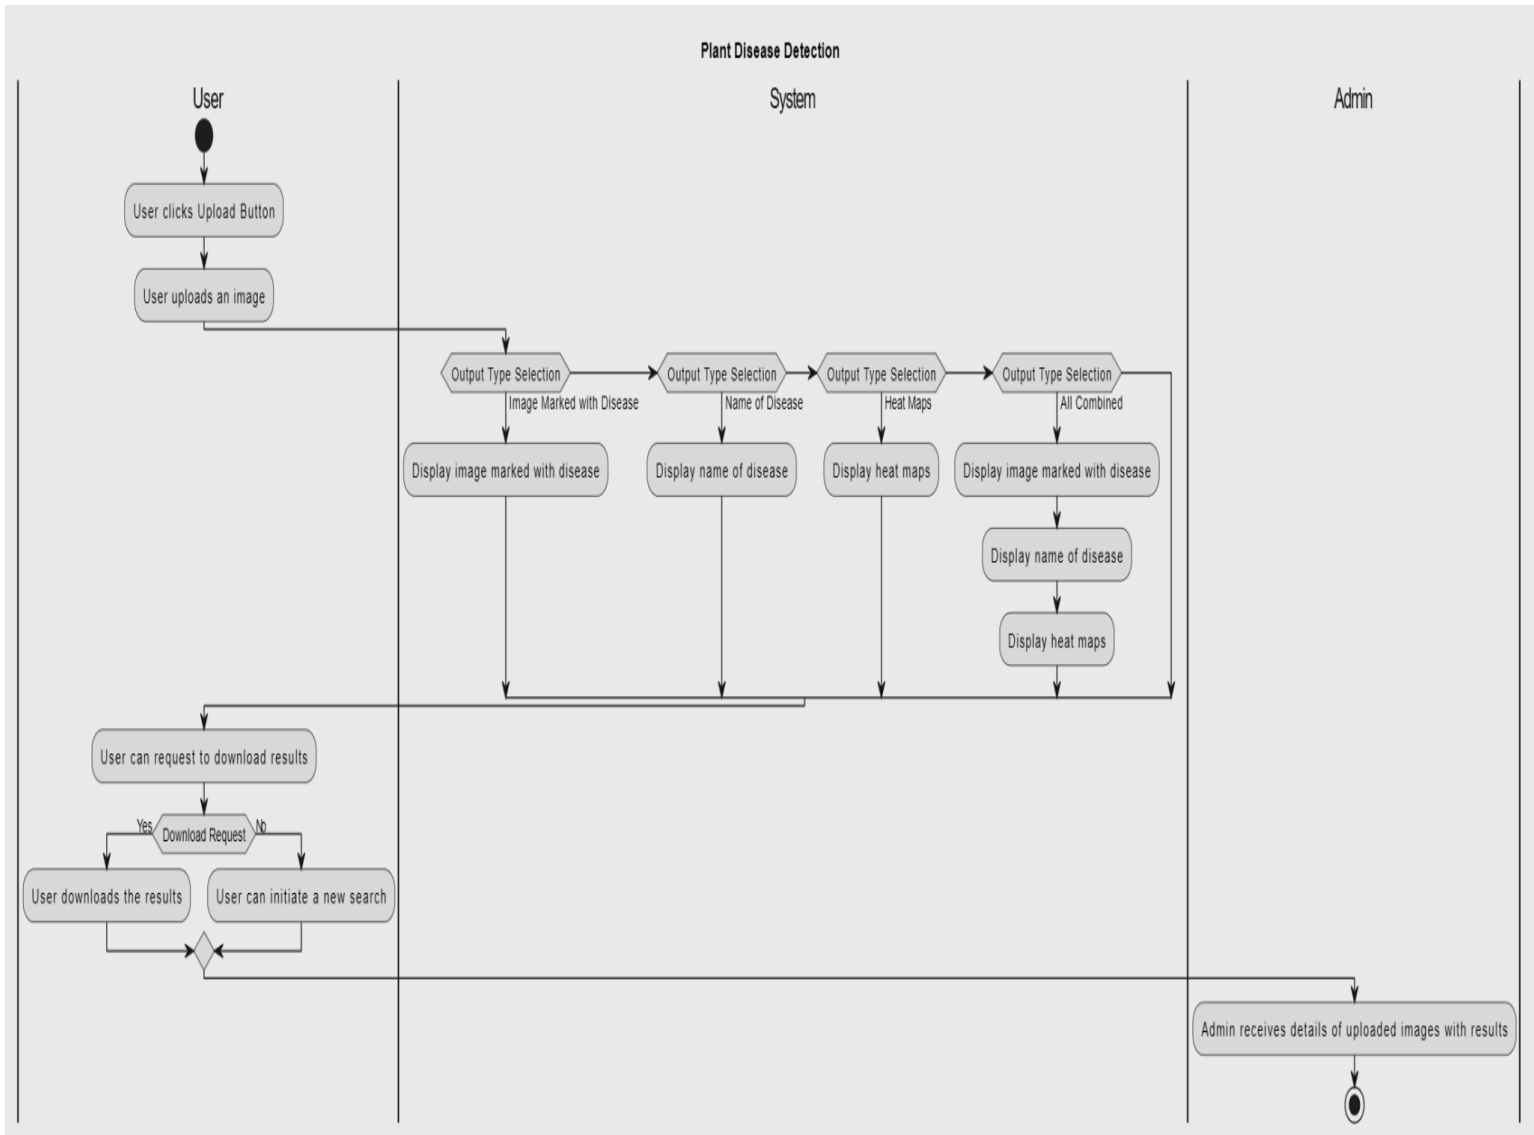 Plant Disease Detection
User
System
Admin
User clicks Upload Button
User uploads an image
Output Type Selection
Output Type Selection
Output Type Selection
Output Type Selection
Image Marked with Disease
Name of Disease
Heat Maps
All Combined
Display image marked with disease
Display name of disease
Display heat maps
Display image marked with disease
Display name of disease
Display heat maps
User can request to download results
Yes
Download Request
No
User downloads the results
User can initiate a new search
Admin receives details of uploaded images with results